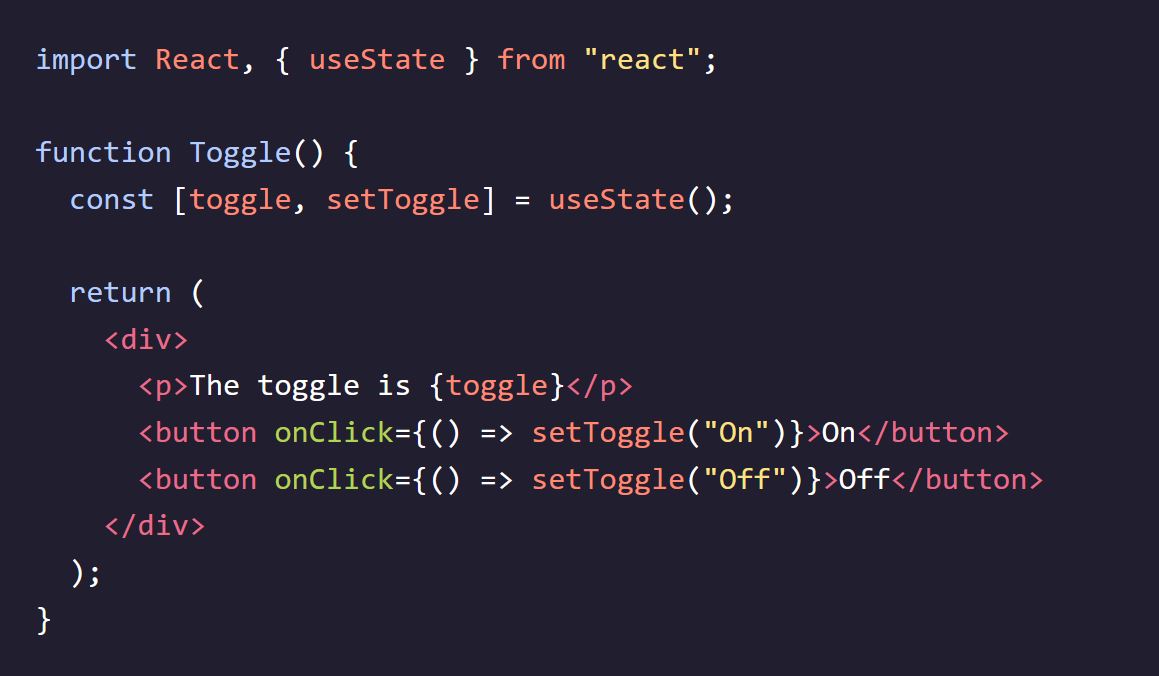 import React, { useState } from "react";
function Toggle() {
const [toggle, setToggle] = useState();
return (
<div>
<p>The toggle is {toggle}</p>
<button onClick={() => setToggle("On")}>On</button>
<button onClick={() => setToggle("Off")}>Off</button>
</div>
);
}